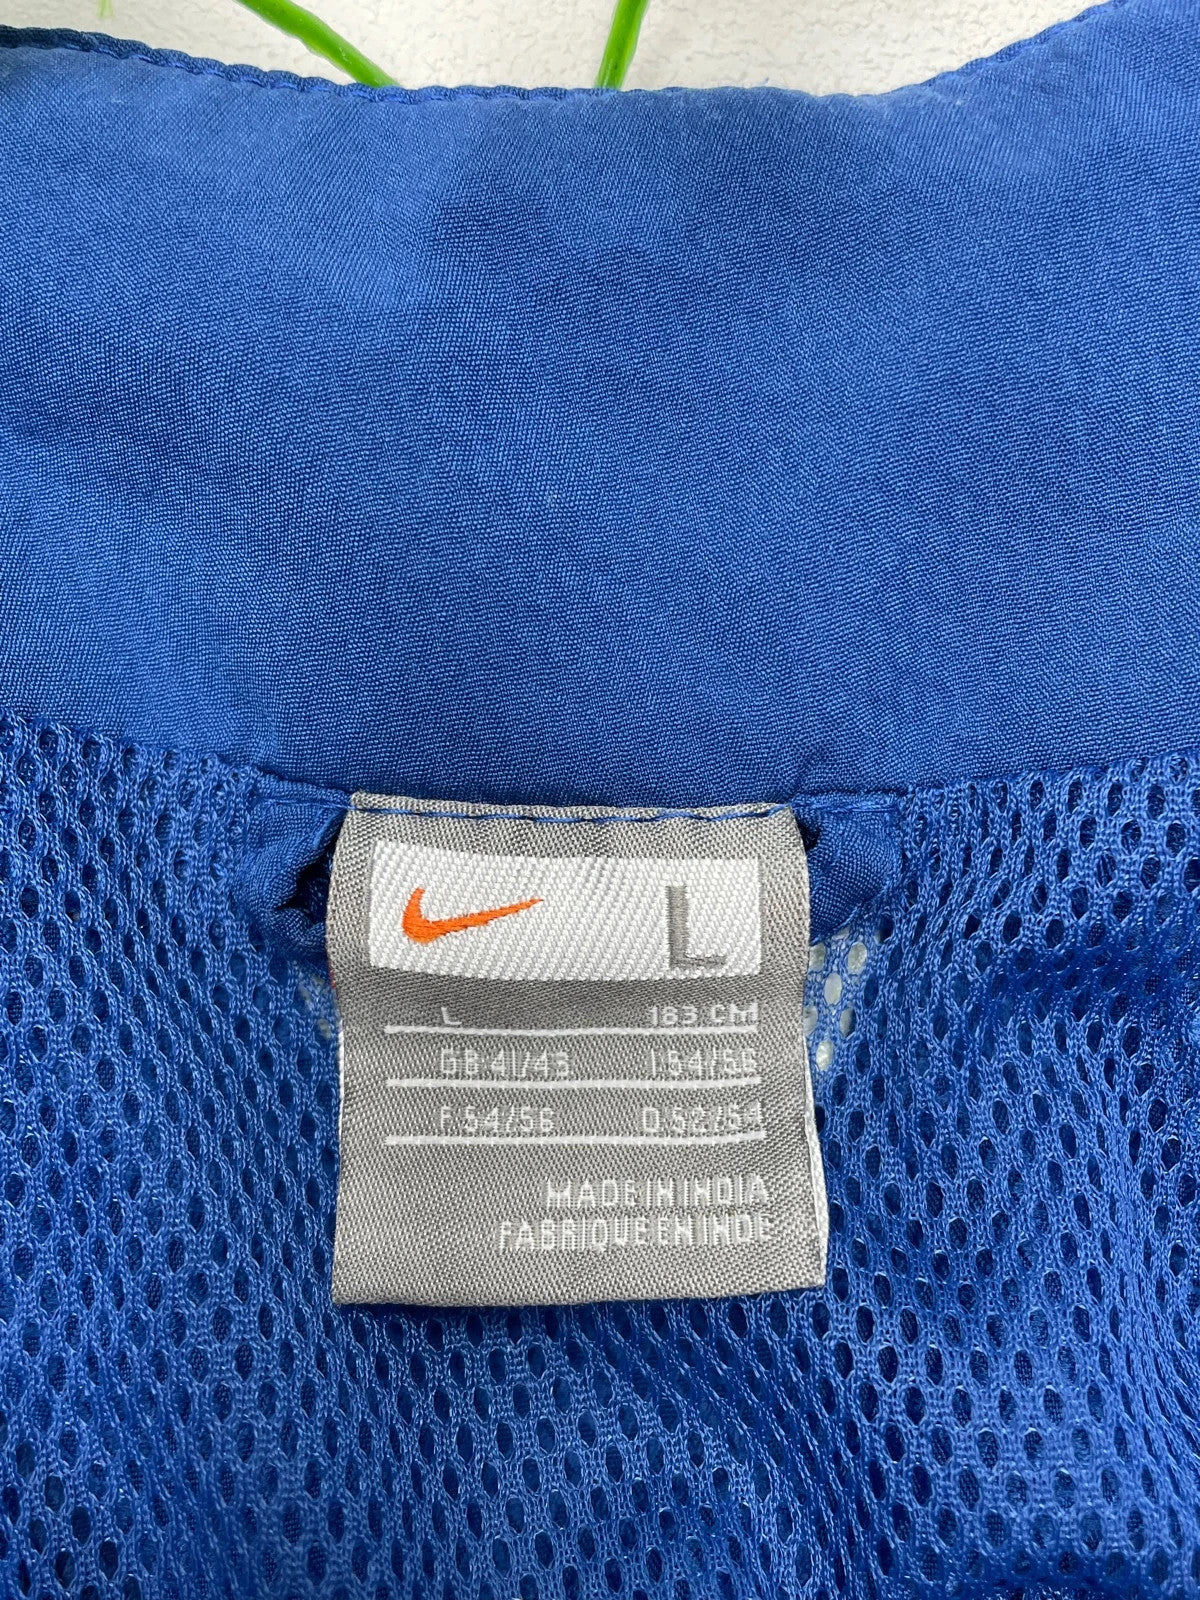 L
L 183 CM
GB 41/43 I.54/56
F.54/56 D.52/54
MADE IN INDIA
FABRIQUE EN INDE